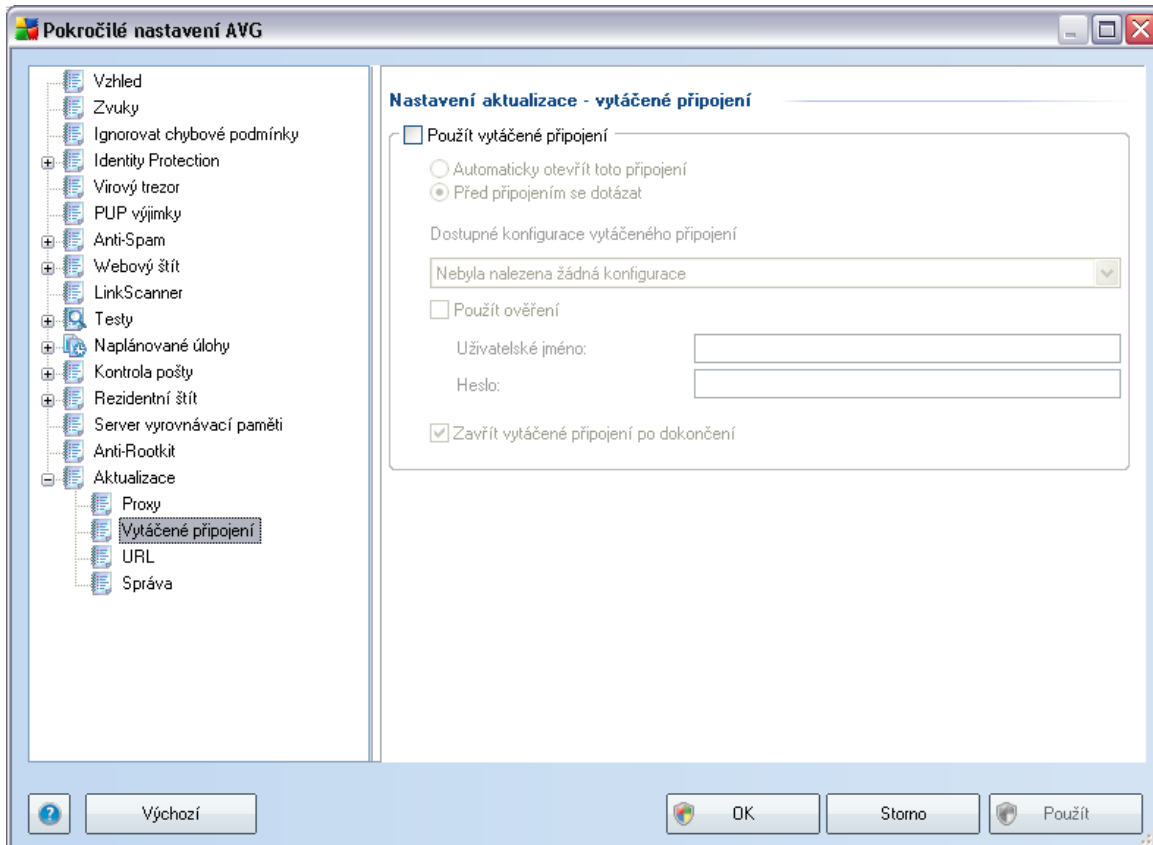 Pokročilé nastavení AVG
Vzhled
Zvuky
Ignorovat chybové podmínky
Identity Protection
Virový trezor
PUP výjimky
Anti-Spam
Webový štít
LinkScanner
Testy
Naplánované úlohy
Kontrola pošty
Rezidentní štít
Server vyrovnávací paměti
Anti-Rootkit
Aktualizace
Proxy
Vytáčené připojení
URL
Správa
Nastavení aktualizace - vytáčené připojení
Použít vytáčené připojení
Automaticky otevřít toto připojení
Před připojením se dotázat
Dostupné konfigurace vytáčeného připojení
Nebyla nalezena žádná konfigurace
Použít ověření
Uživatelské jméno:
Heslo:
Zavřít vytáčené připojení po dokončení
Výchozí
OK
Storno
Použít